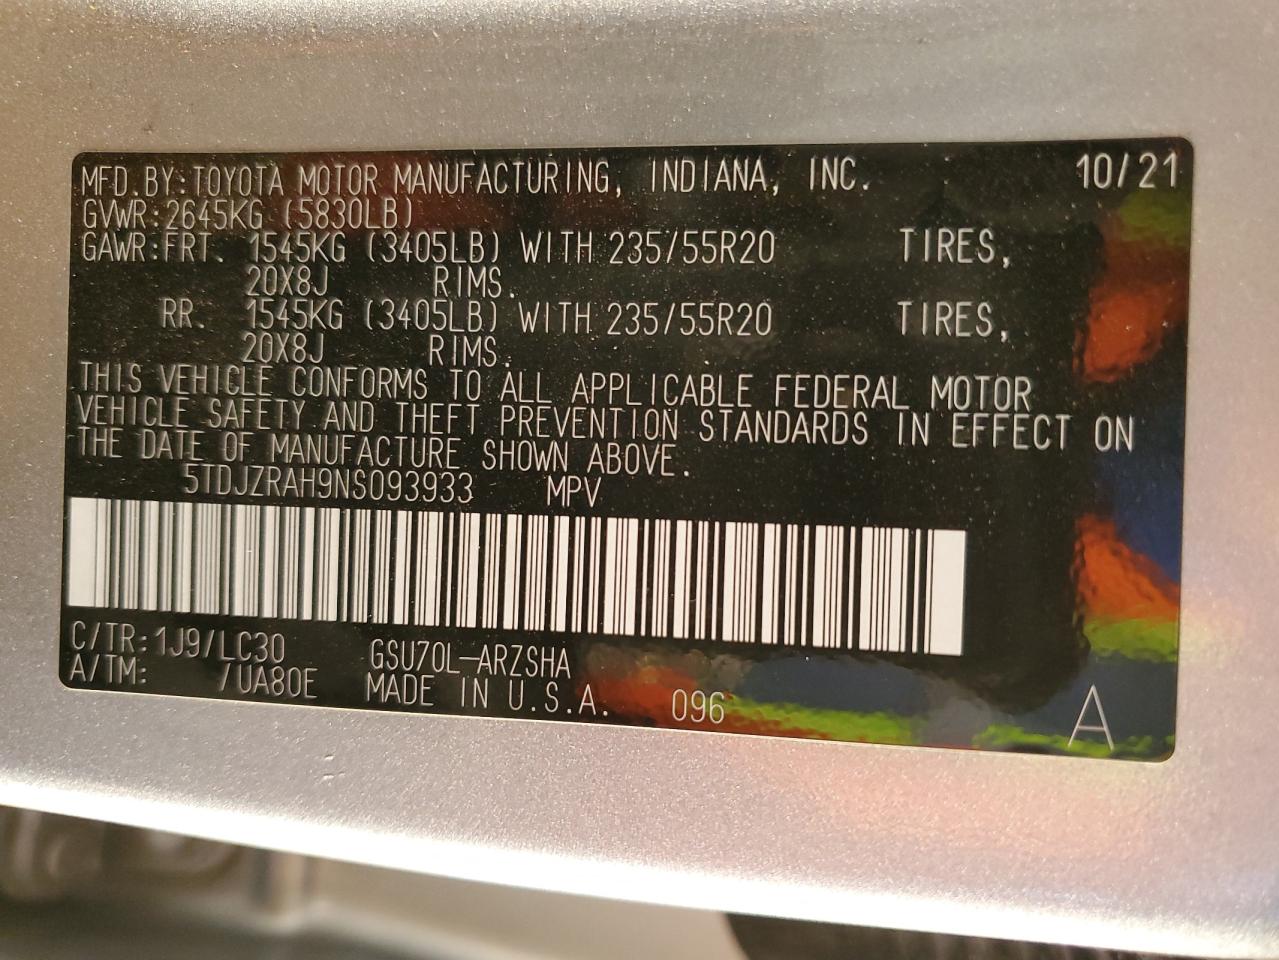 MFD.BY:TOYOTA MOTOR MANUFACTURING, INDIANA, INC. 10/21
GVWR:2645KG (5830LB)
GAWR:FRT. 1545KG (3405LB) WITH 235/55R20 TIRES,
20X8J RIMS.
RR. 1545KG (3405LB) WITH 235/55R20 TIRES,
20X8J RIMS.
THIS VEHICLE CONFORMS TO ALL APPLICABLE FEDERAL MOTOR
VEHICLE SAFETY AND THEFT PREVENTION STANDARDS IN EFFECT ON
THE DATE OF MANUFACTURE SHOWN ABOVE.
5TDJZRAH9NS093933 MPV
C/TR:1J9/LC30 GSU70L-ARZSHA
A/TM: /UA80E MADE IN U.S.A. 096 A